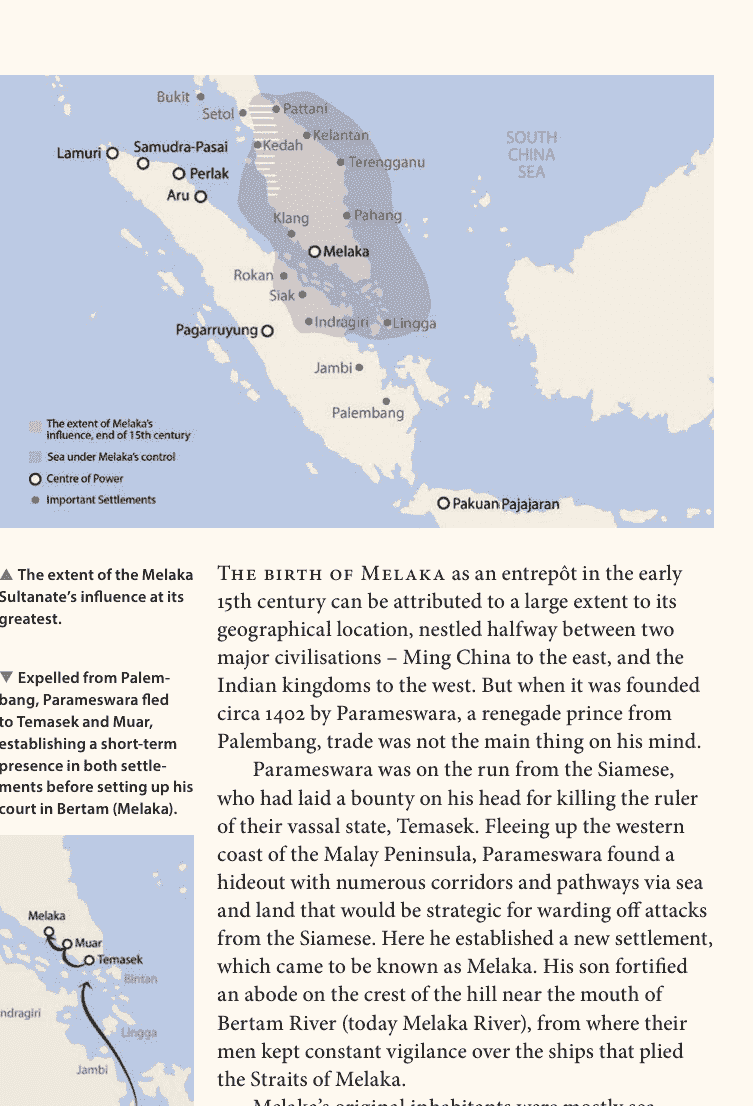 Bukit
Setol
Pattani
Kelantan
Kedah
Terengganu
SOUTH
CHINA
SEA
Samudra-Pasai
Lamuri
Perlak
Aru
Klang
Pahang
Melaka
Rokan
Siak
Indragiri
Lingga
Pagarruyung
Jambi
Palembang
The extent of Melaka's
influence, end of 15th century
Sea under Melaka's control
Centre of Power
Important Settlements
Pakuan Pajajaran
▲ The extent of the Melaka
Sultanate's influence at its
greatest.
▼ Expelled from Palem-
bang, Parameswara fled
to Temasek and Muar,
establishing a short-term
presence in both settle-
ments before setting up his
court in Bertam (Melaka).
Melaka
Muar
Temasek
Bintan
ndragiri
Lingga
Jambi
THE BIRTH OF MELAKA as an entrepôt in the early
15th century can be attributed to a large extent to its
geographical location, nestled halfway between two
major civilisations – Ming China to the east, and the
Indian kingdoms to the west. But when it was founded
circa 1402 by Parameswara, a renegade prince from
Palembang, trade was not the main thing on his mind.
Parameswara was on the run from the Siamese,
who had laid a bounty on his head for killing the ruler
of their vassal state, Temasek. Fleeing up the western
coast of the Malay Peninsula, Parameswara found a
hideout with numerous corridors and pathways via sea
and land that would be strategic for warding off attacks
from the Siamese. Here he established a new settlement,
which came to be known as Melaka. His son fortified
an abode on the crest of the hill near the mouth of
Bertam River (today Melaka River), from where their
men kept constant vigilance over the ships that plied
the Straits of Melaka.
Melaka's original inhabitants were mostly sea